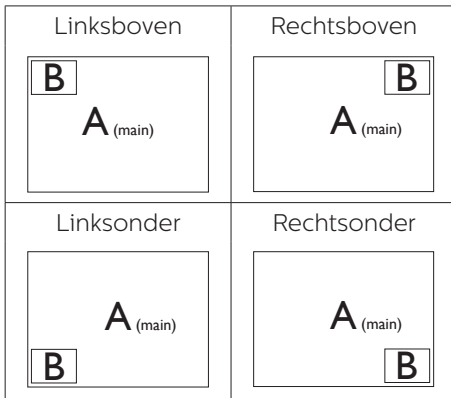 Linksboven
B
A (main)
Rechtsboven
B
A (main)
Linksonder
A (main)
B
Rechtsonder
A (main)
B